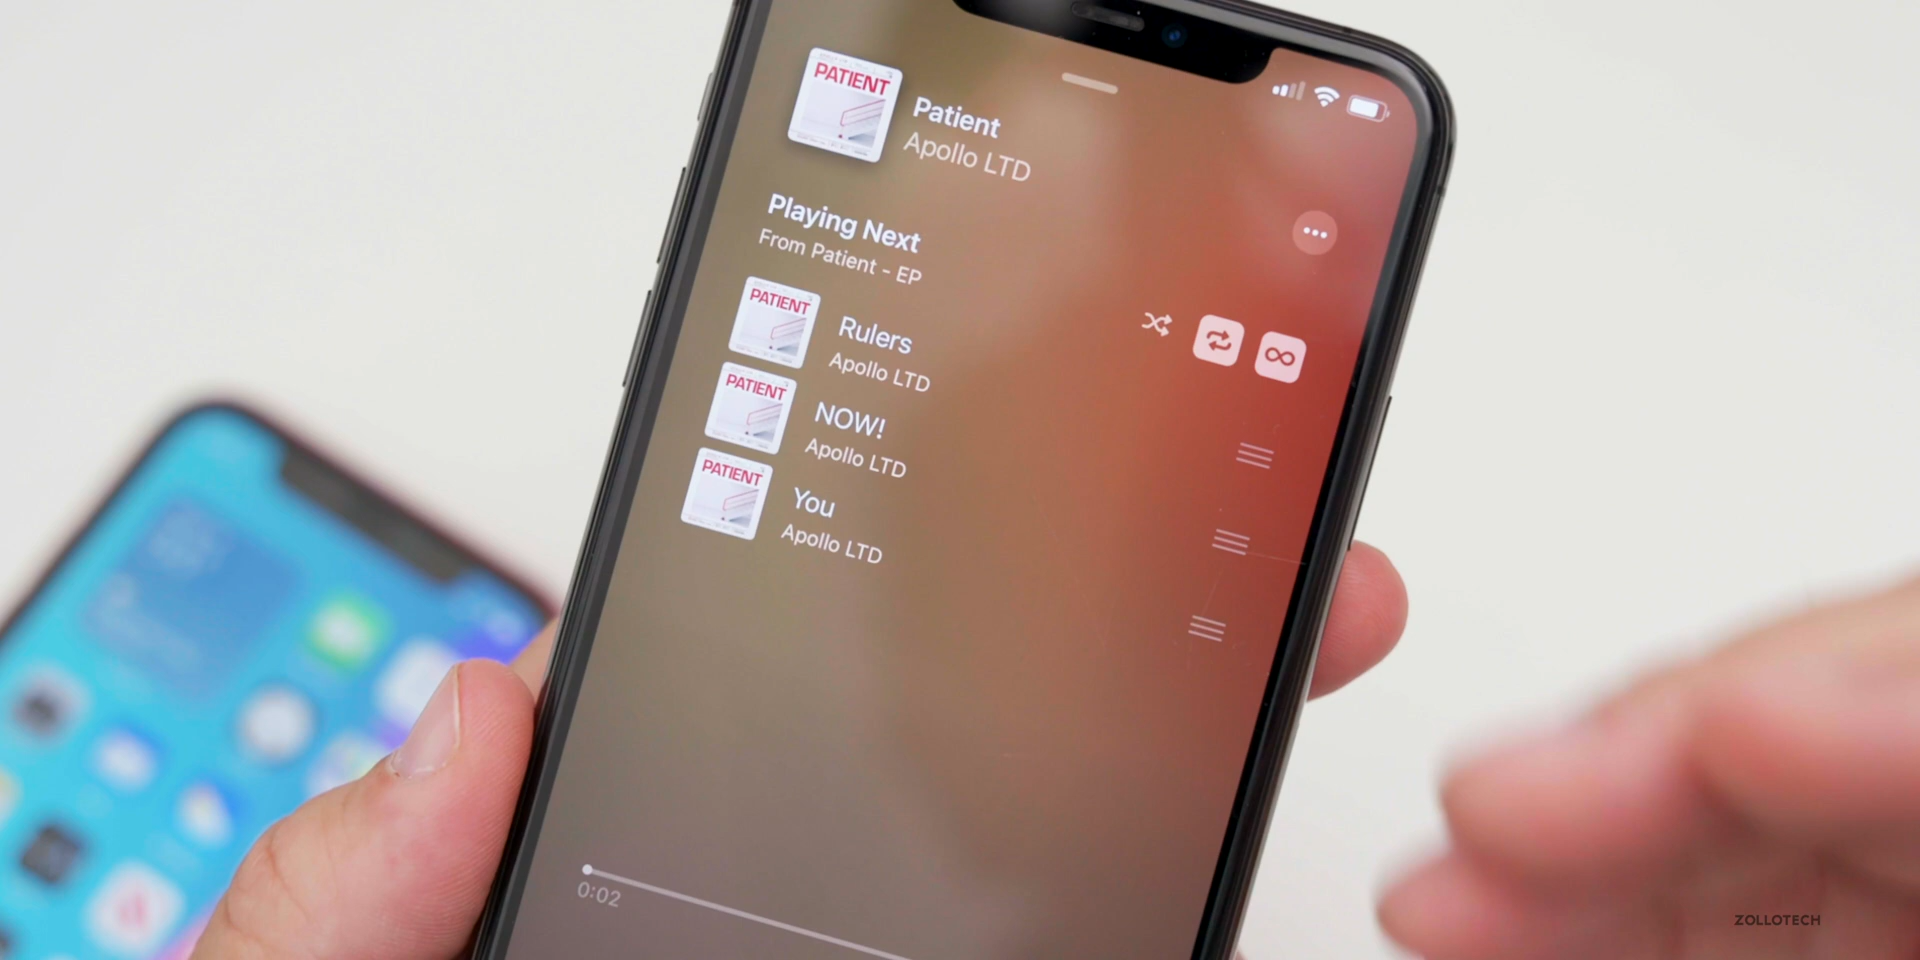 PATIENT
Patient
Apollo LTD
Playing Next
From Patient - EP
PATIENT
Rulers
Apollo LTD
PATIENT
NOW!
Apollo LTD
PATIENT
You
Apollo LTD
0:02
ZOLLOTECH